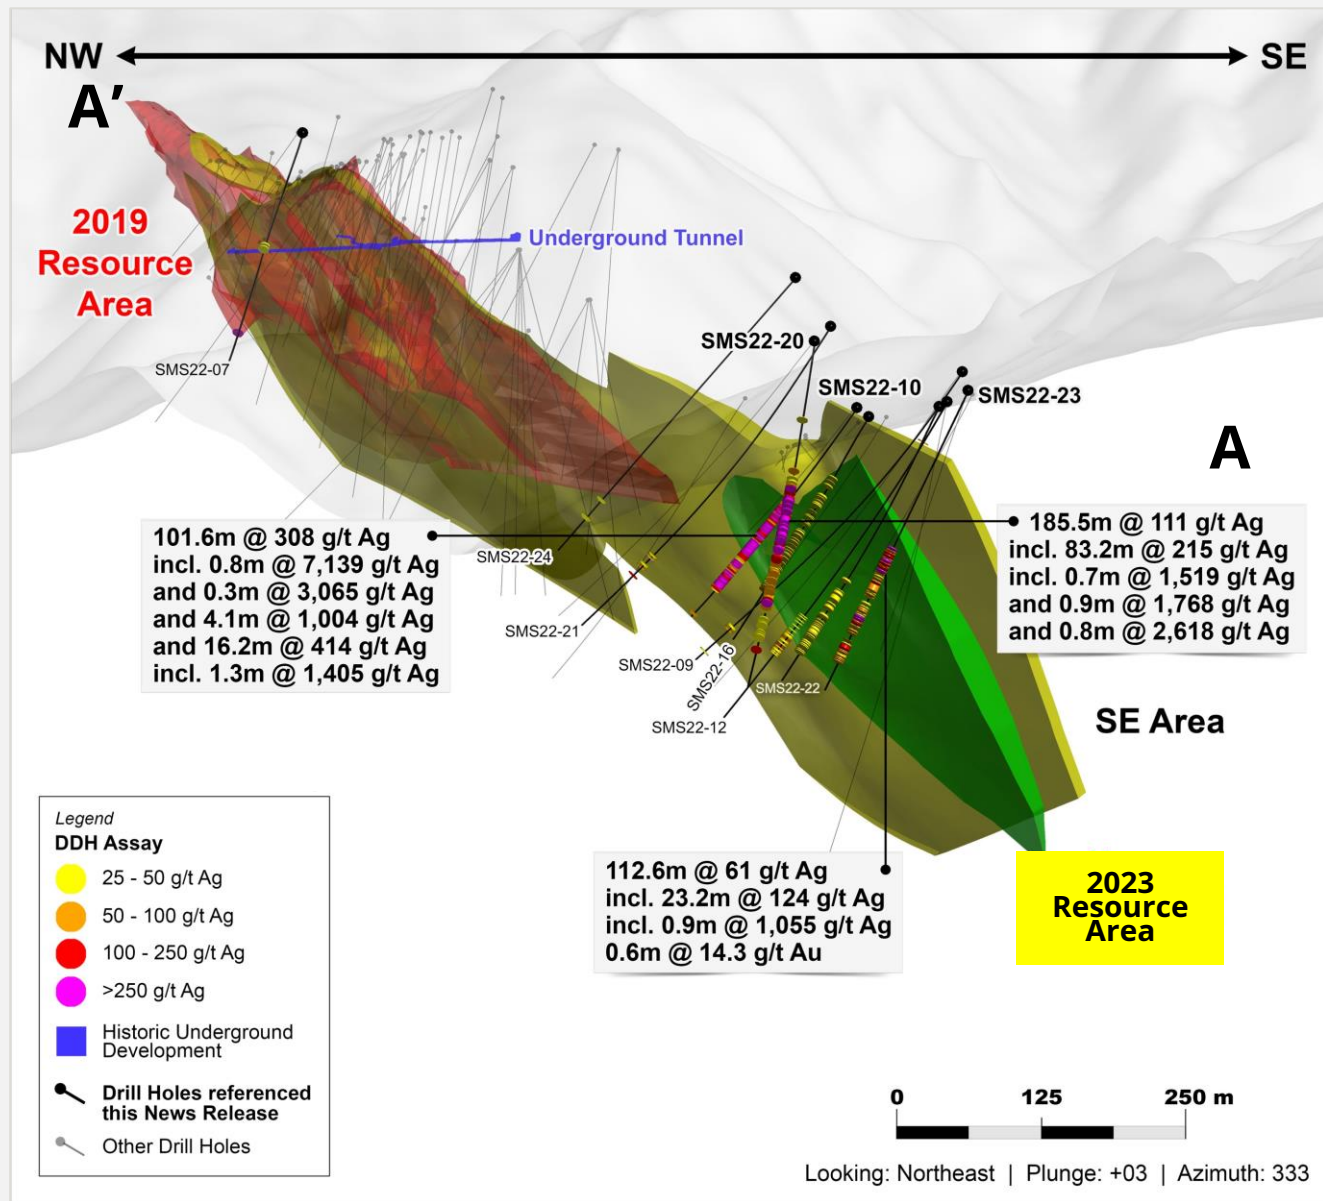 NW
SE
A′
2019
Resource
Area
Underground Tunnel
SMS22-07
SMS22-20
SMS22-10
SMS22-23
A
101.6m @ 308 g/t Ag
incl. 0.8m @ 7,139 g/t Ag
and 0.3m @ 3,065 g/t Ag
and 4.1m @ 1,004 g/t Ag
and 16.2m @ 414 g/t Ag
incl. 1.3m @ 1,405 g/t Ag
185.5m @ 111 g/t Ag
incl. 83.2m @ 215 g/t Ag
incl. 0.7m @ 1,519 g/t Ag
and 0.9m @ 1,768 g/t Ag
and 0.8m @ 2,618 g/t Ag
SMS22-24
SMS22-21
SMS22-09
SMS22-16
SMS22-22
SMS22-12
SE Area
112.6m @ 61 g/t Ag
incl. 23.2m @ 124 g/t Ag
incl. 0.9m @ 1,055 g/t Ag
0.6m @ 14.3 g/t Au
2023
Resource
Area
Legend
DDH Assay
25 - 50 g/t Ag
50 - 100 g/t Ag
100 - 250 g/t Ag
>250 g/t Ag
Historic Underground
Development
Drill Holes referenced
this News Release
Other Drill Holes
0 125 250 m
Looking: Northeast | Plunge: +03 | Azimuth: 333